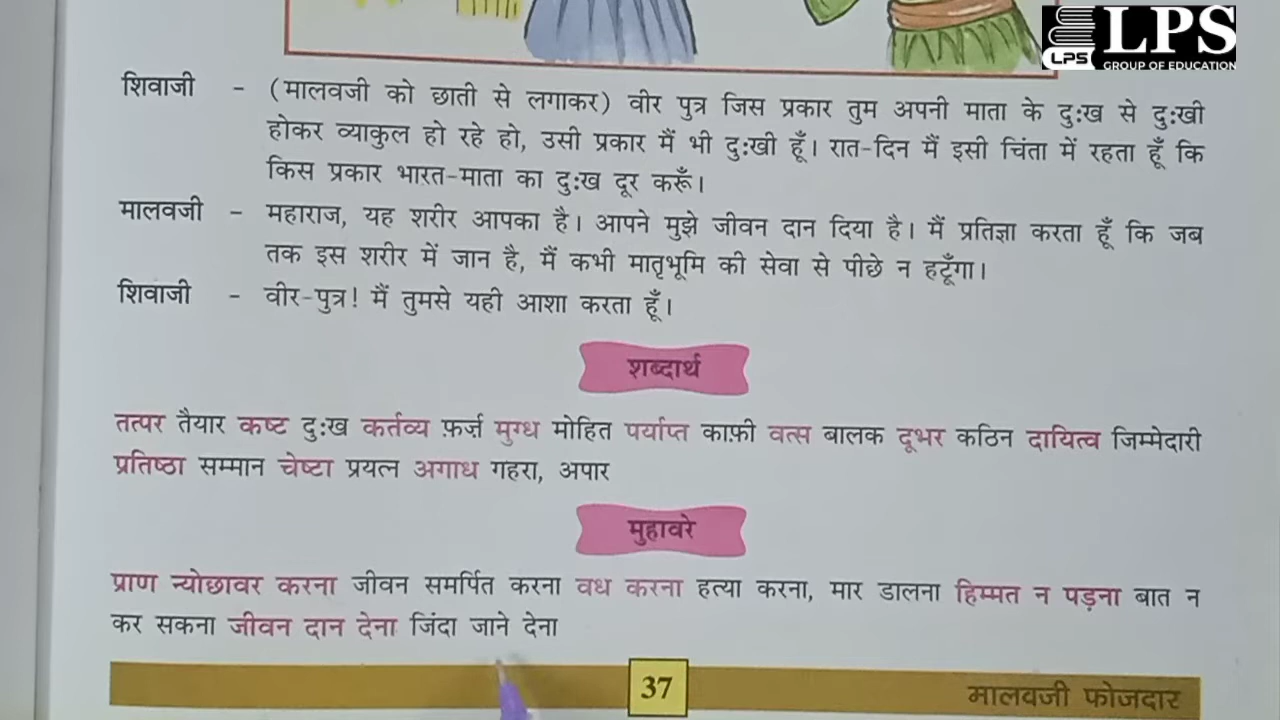 LPS
LPS
GROUP OF EDUCATION
शिवाजी - (मालवजी को छाती से लगाकर) वीर पुत्र जिस प्रकार तुम अपनी माता के दुःख से दुःखी
होकर व्याकुल हो रहे हो, उसी प्रकार मैं भी दुःखी हूँ। रात-दिन मैं इसी चिंता में रहता हूँ कि
किस प्रकार भारत-माता का दुःख दूर करूँ।
मालवजी - महाराज, यह शरीर आपका है। आपने मुझे जीवन दान दिया है। मैं प्रतिज्ञा करता हूँ कि जब
तक इस शरीर में जान है, मैं कभी मातृभूमि की सेवा से पीछे न हटूँगा।
शिवाजी - वीर-पुत्र! मैं तुमसे यही आशा करता हूँ।
शब्दार्थ
तत्पर तैयार कष्ट दुःख कर्तव्य फ़र्ज़ मुग्ध मोहित पर्याप्त काफ़ी वत्स बालक दूभर कठिन दायित्व जिम्मेदारी
प्रतिष्ठा सम्मान चेष्टा प्रयत्न अगाध गहरा, अपार
मुहावरे
प्राण न्योछावर करना जीवन समर्पित करना वध करना हत्या करना, मार डालना हिम्मत न पड़ना बात न
कर सकना जीवन दान देना जिंदा जाने देना
37
मालवजी फोजदार